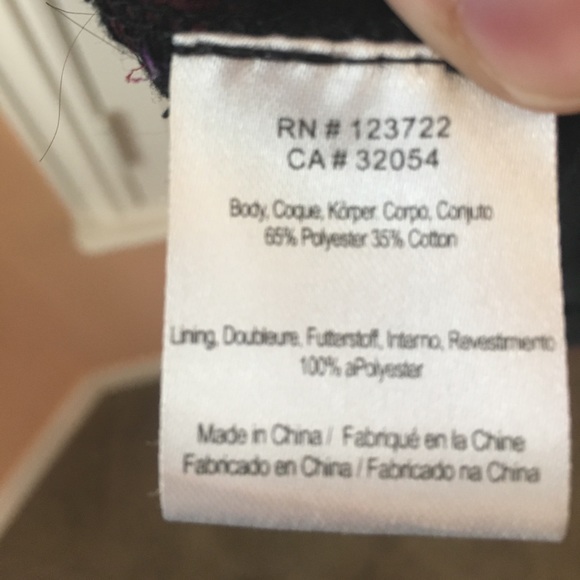 RN # 123722
CA # 32054
Body, Coque, Körper. Corpo, Conjuto
65% Polyester 35% Cotton
Lining, Doubleure, Futterstoff, Interno, Revestimiento
100% aPolyester
Made in China / Fabriqué en la Chine
Fabricado en China / Fabricado na China